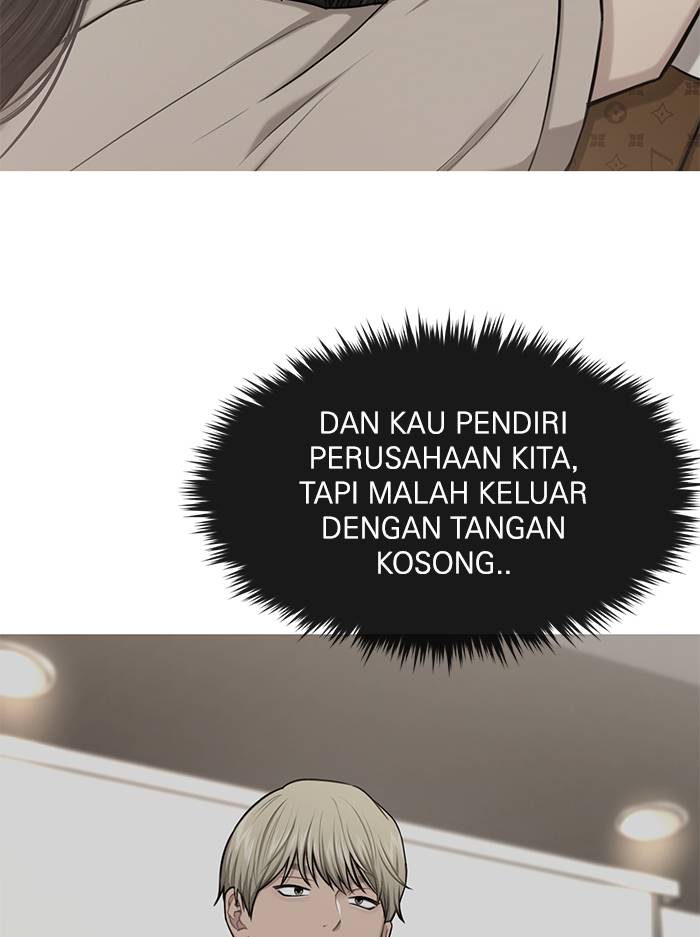 DAN KAU PENDIRI
PERUSAHAAN KITA,
TAPI MALAH KELUAR
DENGAN TANGAN
KOSONG..